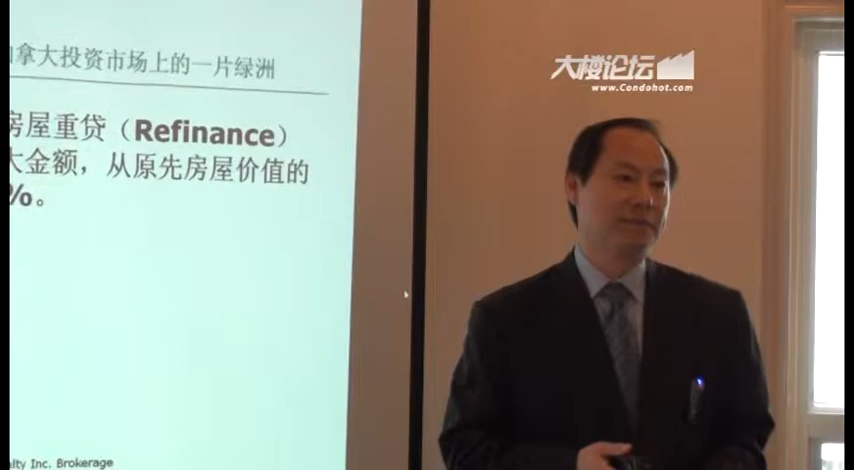 加拿大投资市场上的一片绿洲
房屋重贷（Refinance）
大金额，从原先房屋价值的
%。
lty Inc. Brokerage
大楼论坛
www.Condohot.com